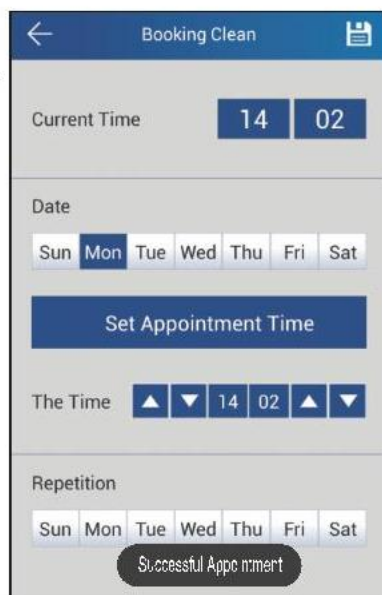 Booking Clean
Current Time 14 02
Date
Sun Mon Tue Wed Thu Fri Sat
Set Appointment Time
The Time 14 02
Repetition
Sun Mon Tue Wed Thu Fri Sat
Successful Appointment